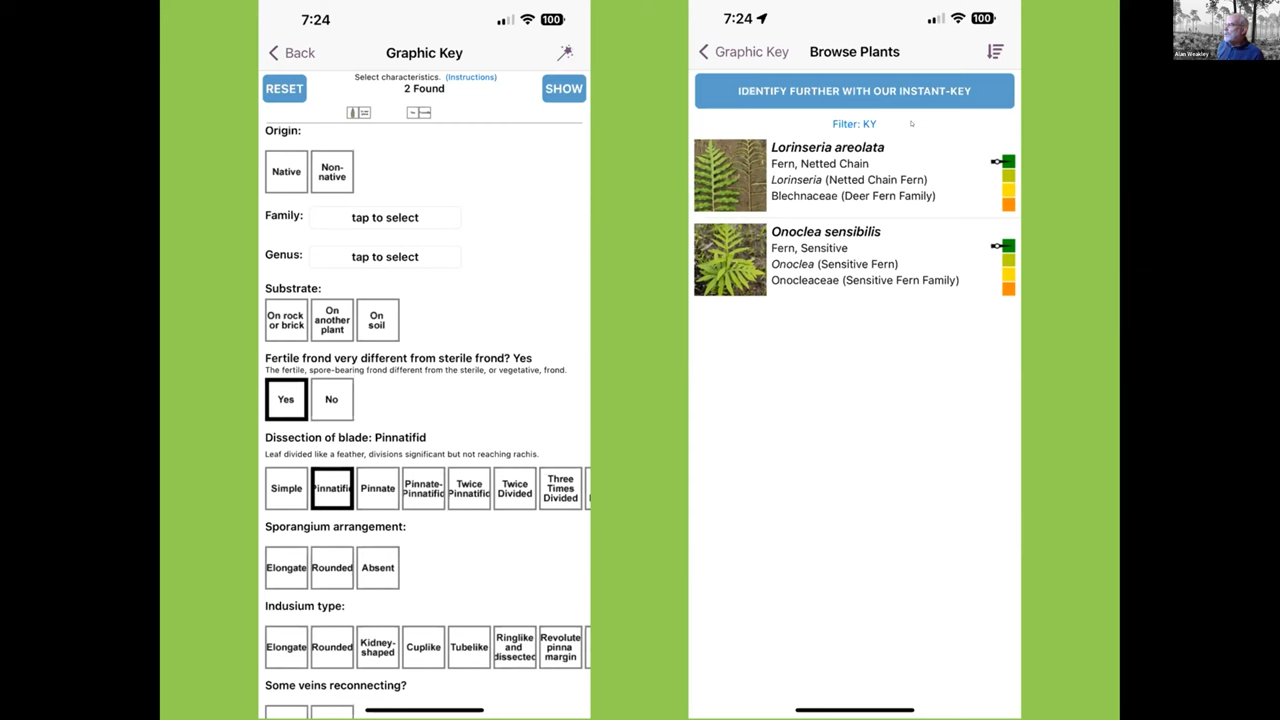 7:24
100
Back
Graphic Key
Select characteristics. (Instructions)
RESET
2 Found
SHOW
Origin:
Native
Non-
native
Family:
tap to select
Genus:
tap to select
Substrate:
On rock
or brick
On
another
plant
On
soil
Fertile frond very different from sterile frond? Yes
The fertile, spore-bearing frond different from the sterile, or vegetative, frond.
Yes
No
Dissection of blade: Pinnatifid
Leaf divided like a feather, divisions significant but not reaching rachis.
Simple
Pinnatifid
Pinnate
Pinnate-
Pinnatifid
Twice
Pinnatifid
Twice
Divided
Three
Times
Divided
Sporangium arrangement:
Elongate
Rounded
Absent
Indusium type:
Elongate
Rounded
Kidney-
shaped
Cuplike
Tubelike
Ringlike
and
dissected
Revolute
pinna
margin
Some veins reconnecting?
7:24
100
Graphic Key
Browse Plants
IDENTIFY FURTHER WITH OUR INSTANT-KEY
Filter: KY
Lorinseria areolata
Fern, Netted Chain
Lorinseria (Netted Chain Fern)
Blechnaceae (Deer Fern Family)
Onoclea sensibilis
Fern, Sensitive
Onoclea (Sensitive Fern)
Onocleaceae (Sensitive Fern Family)
Alan Weakley